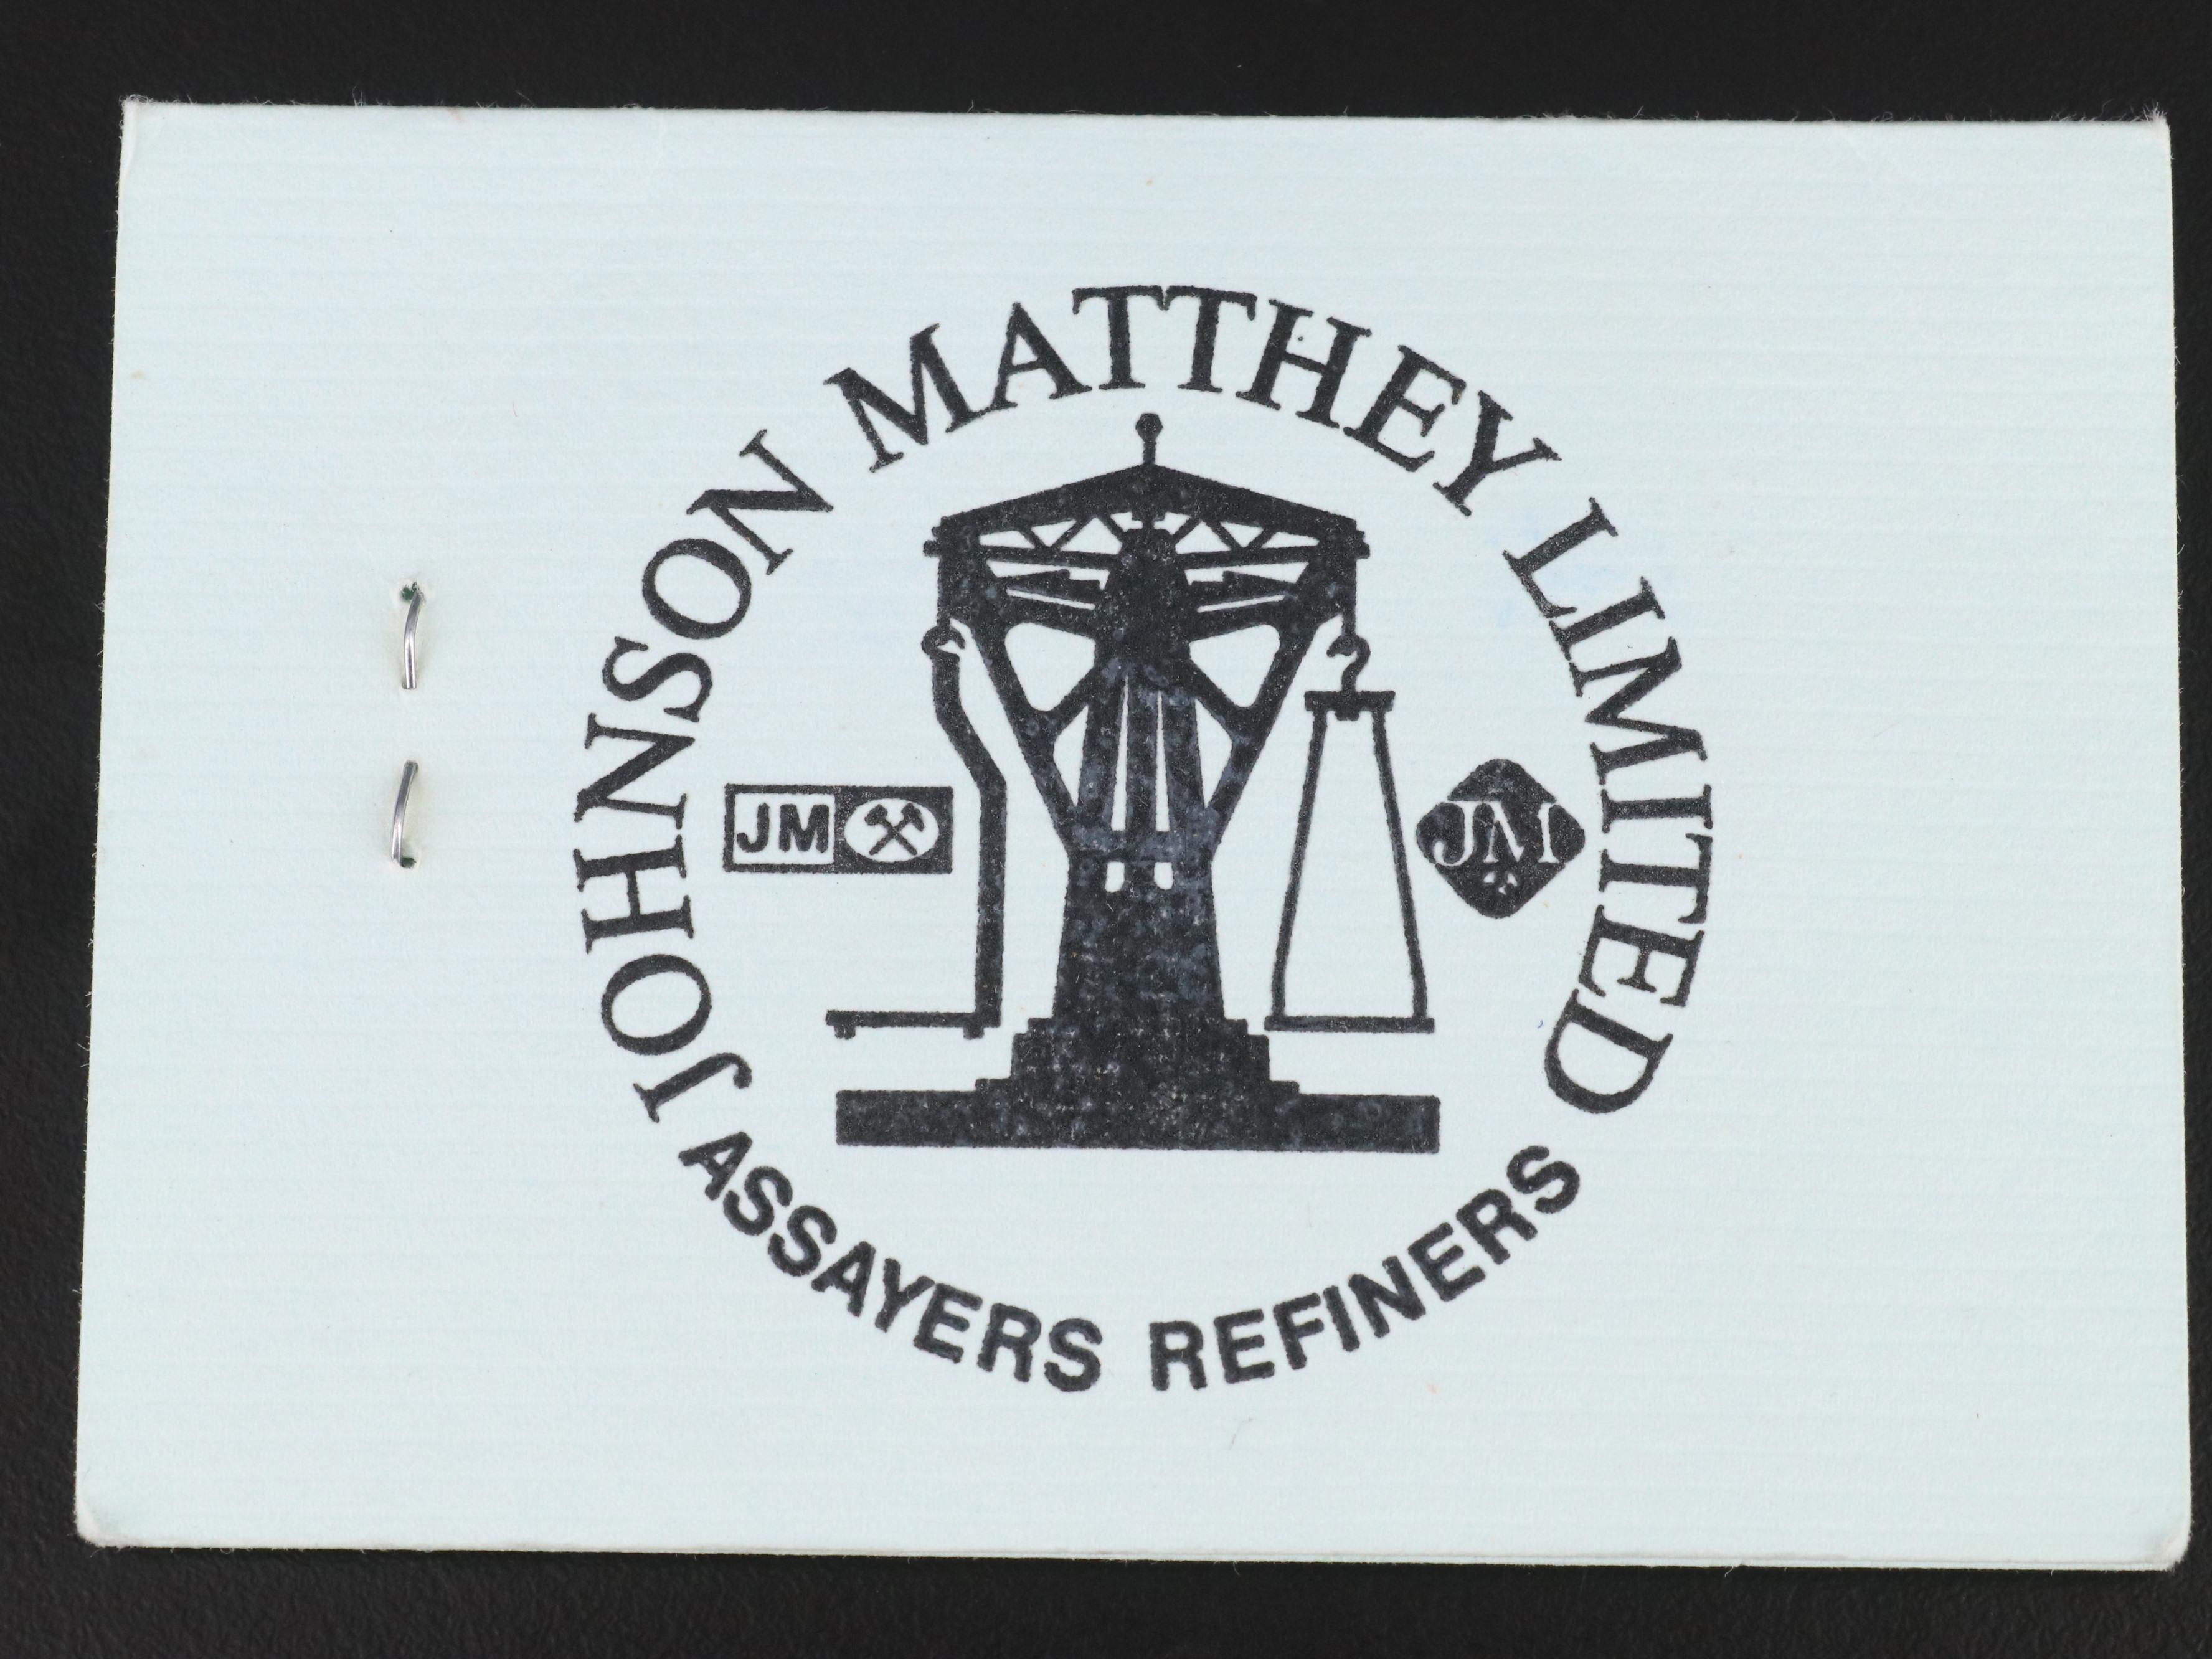 JOHNSON MATTHEY LIMITED
JM
JM
ASSAYERS REFINERS